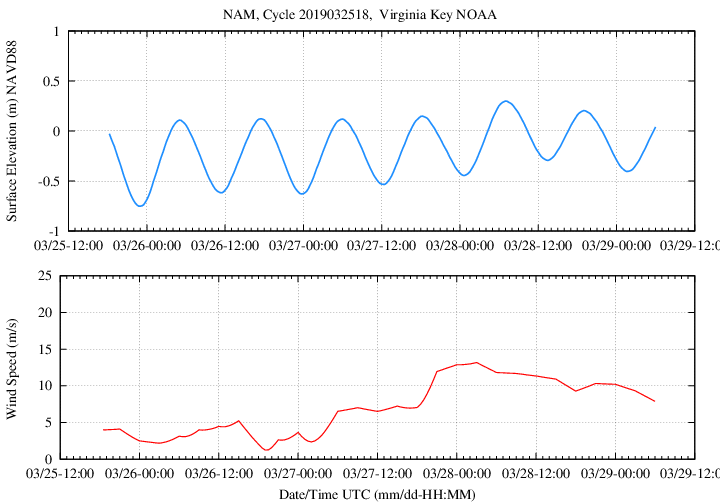 NAM, Cycle 2019032518,  Virginia Key NOAA
Surface Elevation (m) NAVD88
1
0.5
0
-0.5
-1
03/25-12:00 03/26-00:00 03/26-12:00 03/27-00:00 03/27-12:00 03/28-00:00 03/28-12:00 03/29-00:00 03/29-12:0
Wind Speed (m/s)
25
20
15
10
5
0
03/25-12:00 03/26-00:00 03/26-12:00 03/27-00:00 03/27-12:00 03/28-00:00 03/28-12:00 03/29-00:00 03/29-12:0
Date/Time UTC (mm/dd-HH:MM)